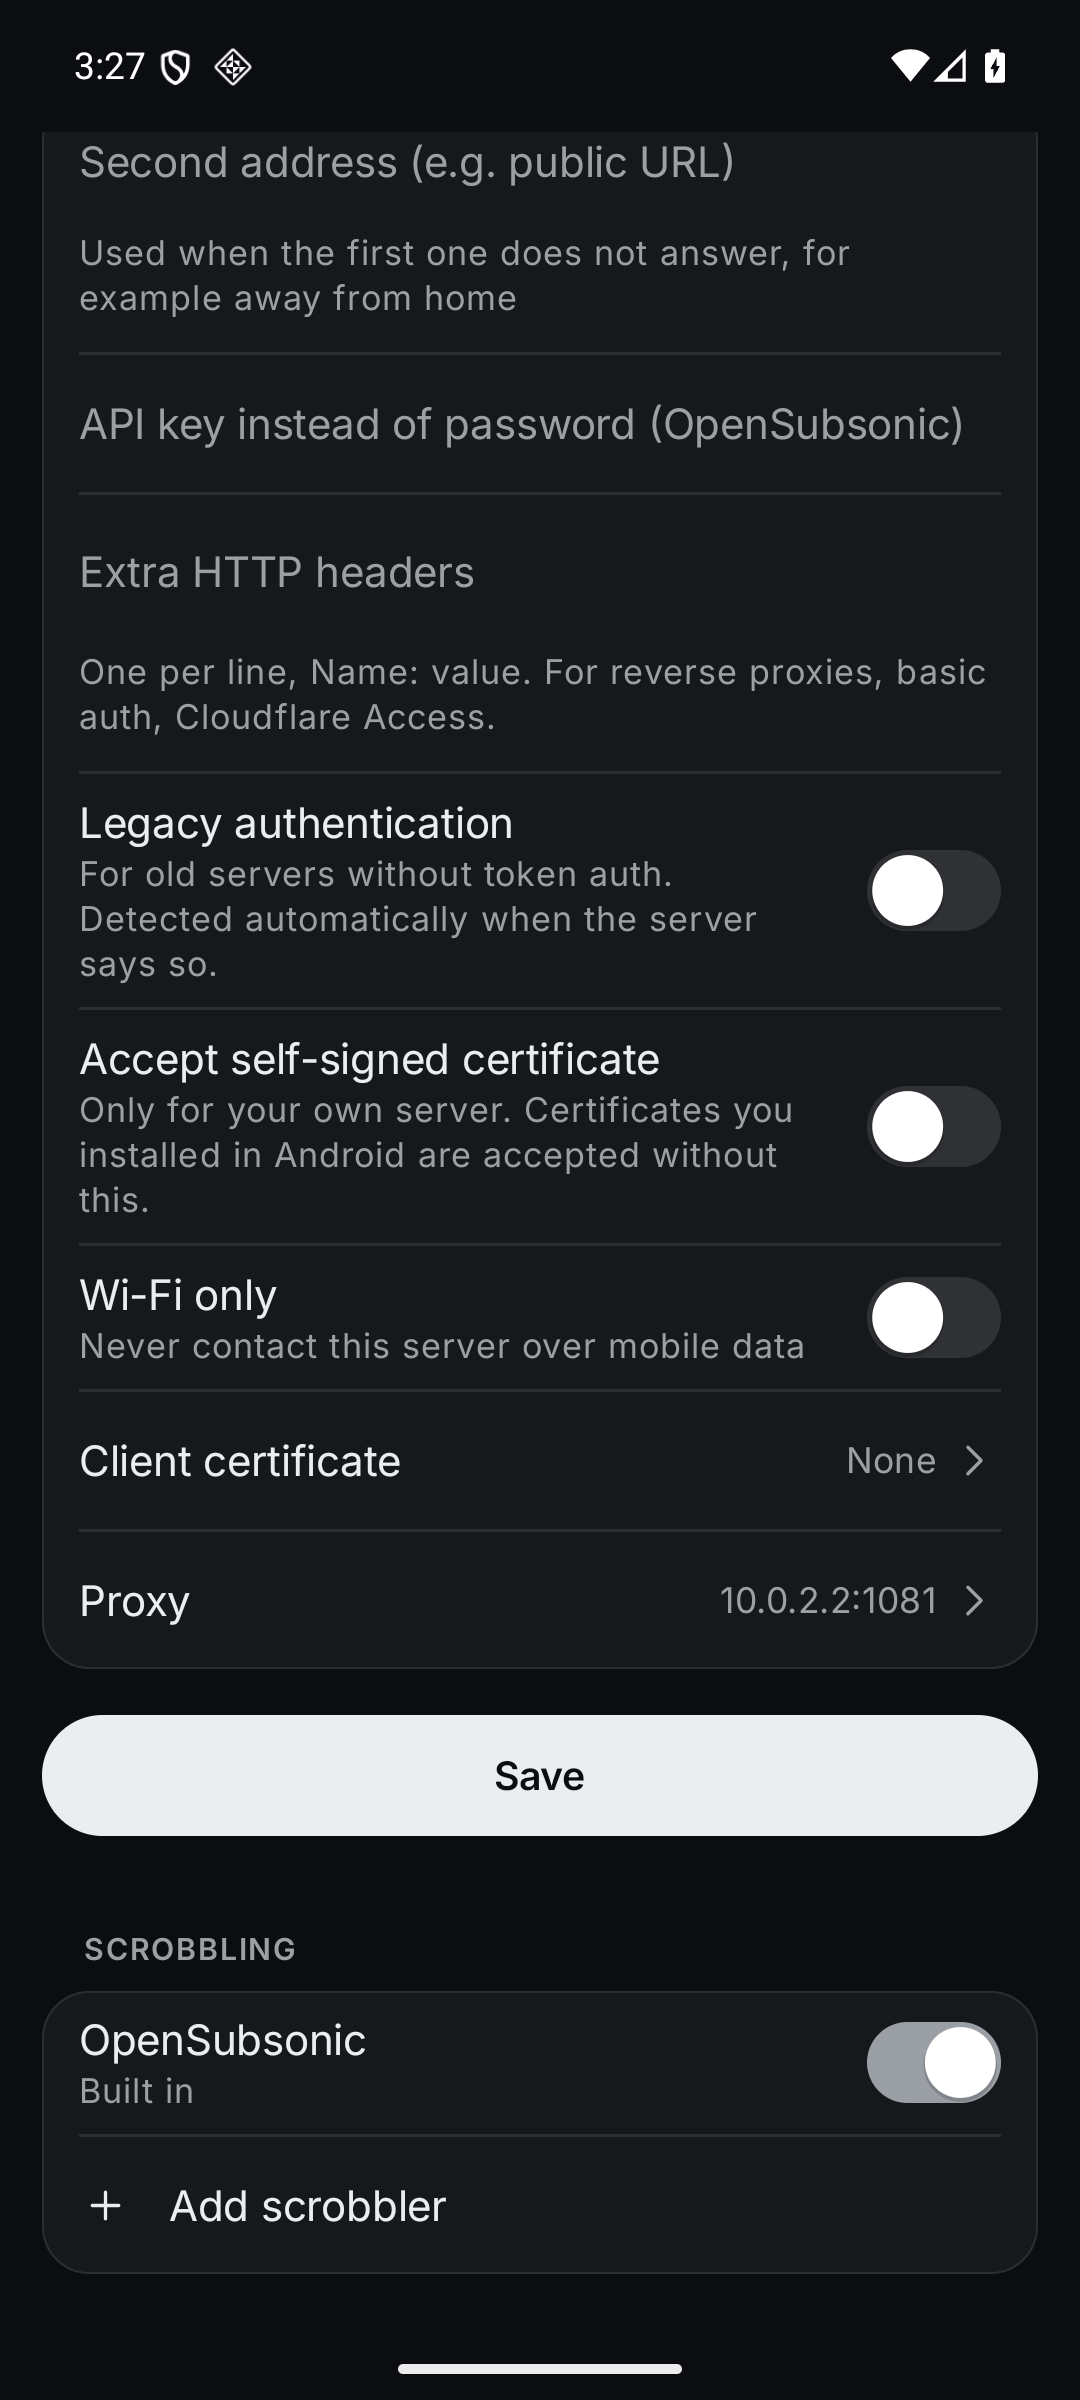 3:27
Second address (e.g. public URL)
Used when the first one does not answer, for
example away from home
API key instead of password (OpenSubsonic)
Extra HTTP headers
One per line, Name: value. For reverse proxies, basic
auth, Cloudflare Access.
Legacy authentication
For old servers without token auth.
Detected automatically when the server
says so.
Accept self-signed certificate
Only for your own server. Certificates you
installed in Android are accepted without
this.
Wi-Fi only
Never contact this server over mobile data
Client certificate None
Proxy 10.0.2.2:1081
Save
SCROBBLING
OpenSubsonic
Built in
Add scrobbler